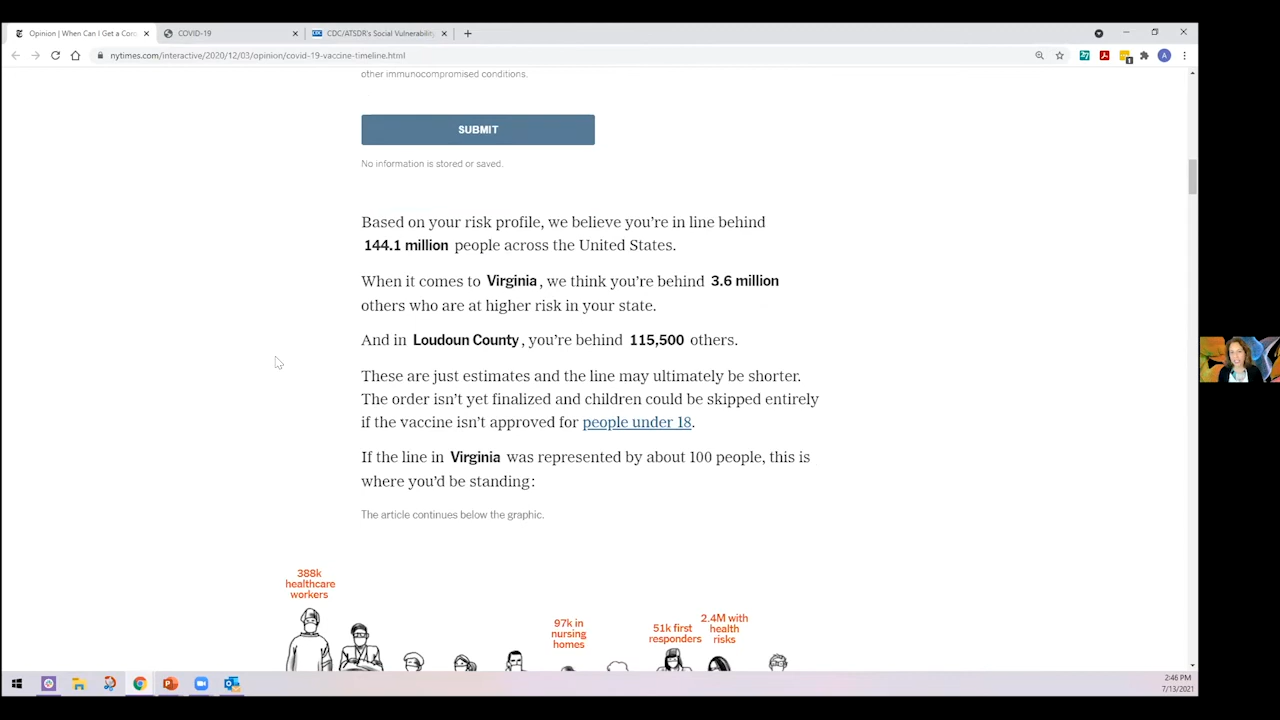 Opinion | When Can I Get a Coro
COVID-19
CDC/ATSDR's Social Vulnerability
nytimes.com/interactive/2020/12/03/opinion/covid-19-vaccine-timeline.html
A
other immunocompromised conditions.
SUBMIT
No information is stored or saved.
Based on your risk profile, we believe you're in line behind
144.1 million people across the United States.
When it comes to Virginia, we think you're behind 3.6 million
others who are at higher risk in your state.
And in Loudoun County, you're behind 115,500 others.
These are just estimates and the line may ultimately be shorter.
The order isn't yet finalized and children could be skipped entirely
if the vaccine isn't approved for people under 18.
If the line in Virginia was represented by about 100 people, this is
where you'd be standing:
The article continues below the graphic.
388k
healthcare
workers
97k in
nursing
homes
51k first
responders
2.4M with
health
risks
2:46 PM
7/13/2021